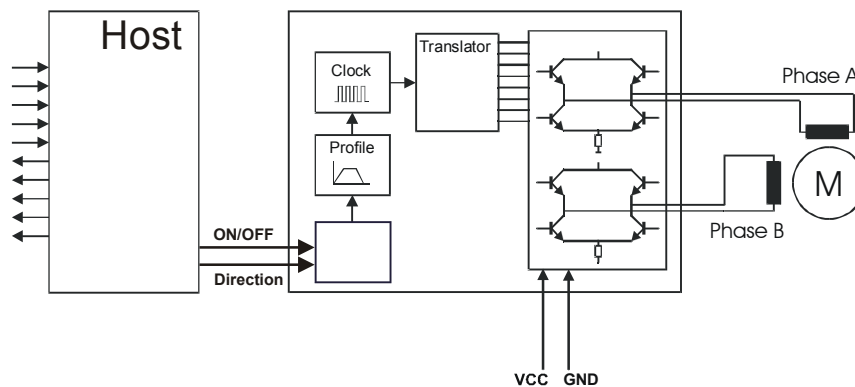 Host
Translator
Clock
Phase A
Profile
M
Phase B
ON/OFF
Direction
VCC GND